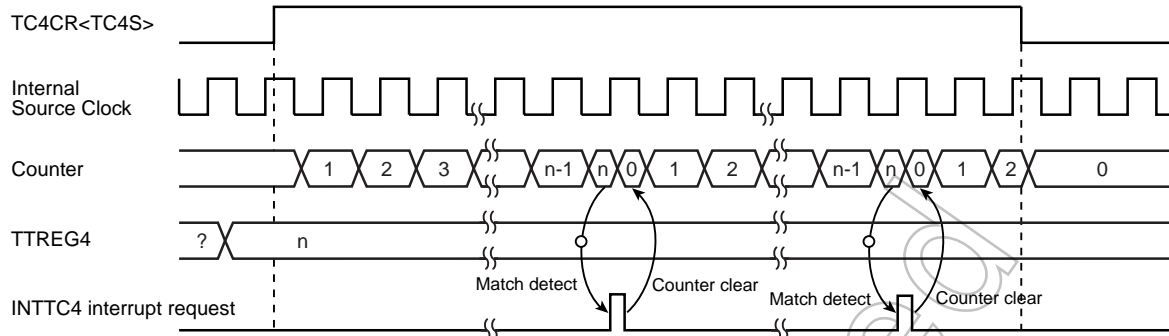 TC4CR<TC4S>
Internal
Source Clock
Counter
1 2 3 n-1 n 0 1 2 n-1 n 0 1 2 0
TTREG4
? n
Match detect Counter clear Match detect Counter clear
INTTC4 interrupt request